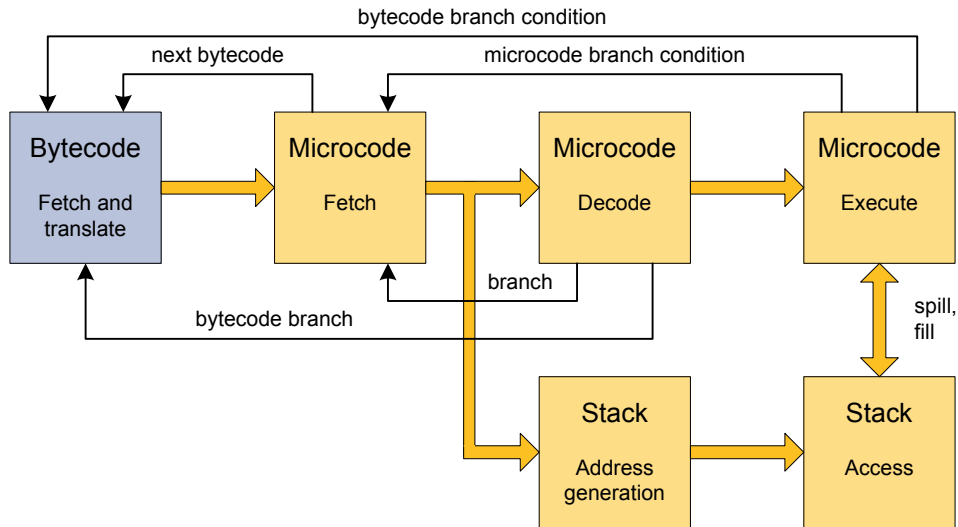 bytecode branch condition
next bytecode
microcode branch condition
Bytecode
Fetch and
translate
Microcode
Fetch
Microcode
Decode
Microcode
Execute
branch
bytecode branch
spill,
fill
Stack
Address
generation
Stack
Access